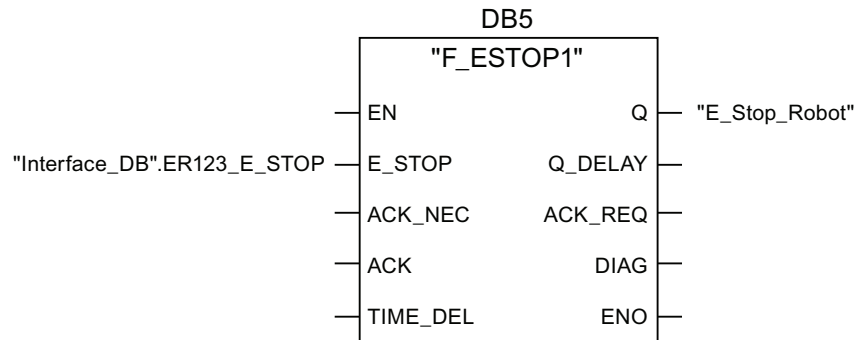 DB5
"F_ESTOP1"
EN Q "E_Stop_Robot"
"Interface_DB".ER123_E_STOP E_STOP Q_DELAY
ACK_NEC ACK_REQ
ACK DIAG
TIME_DEL ENO